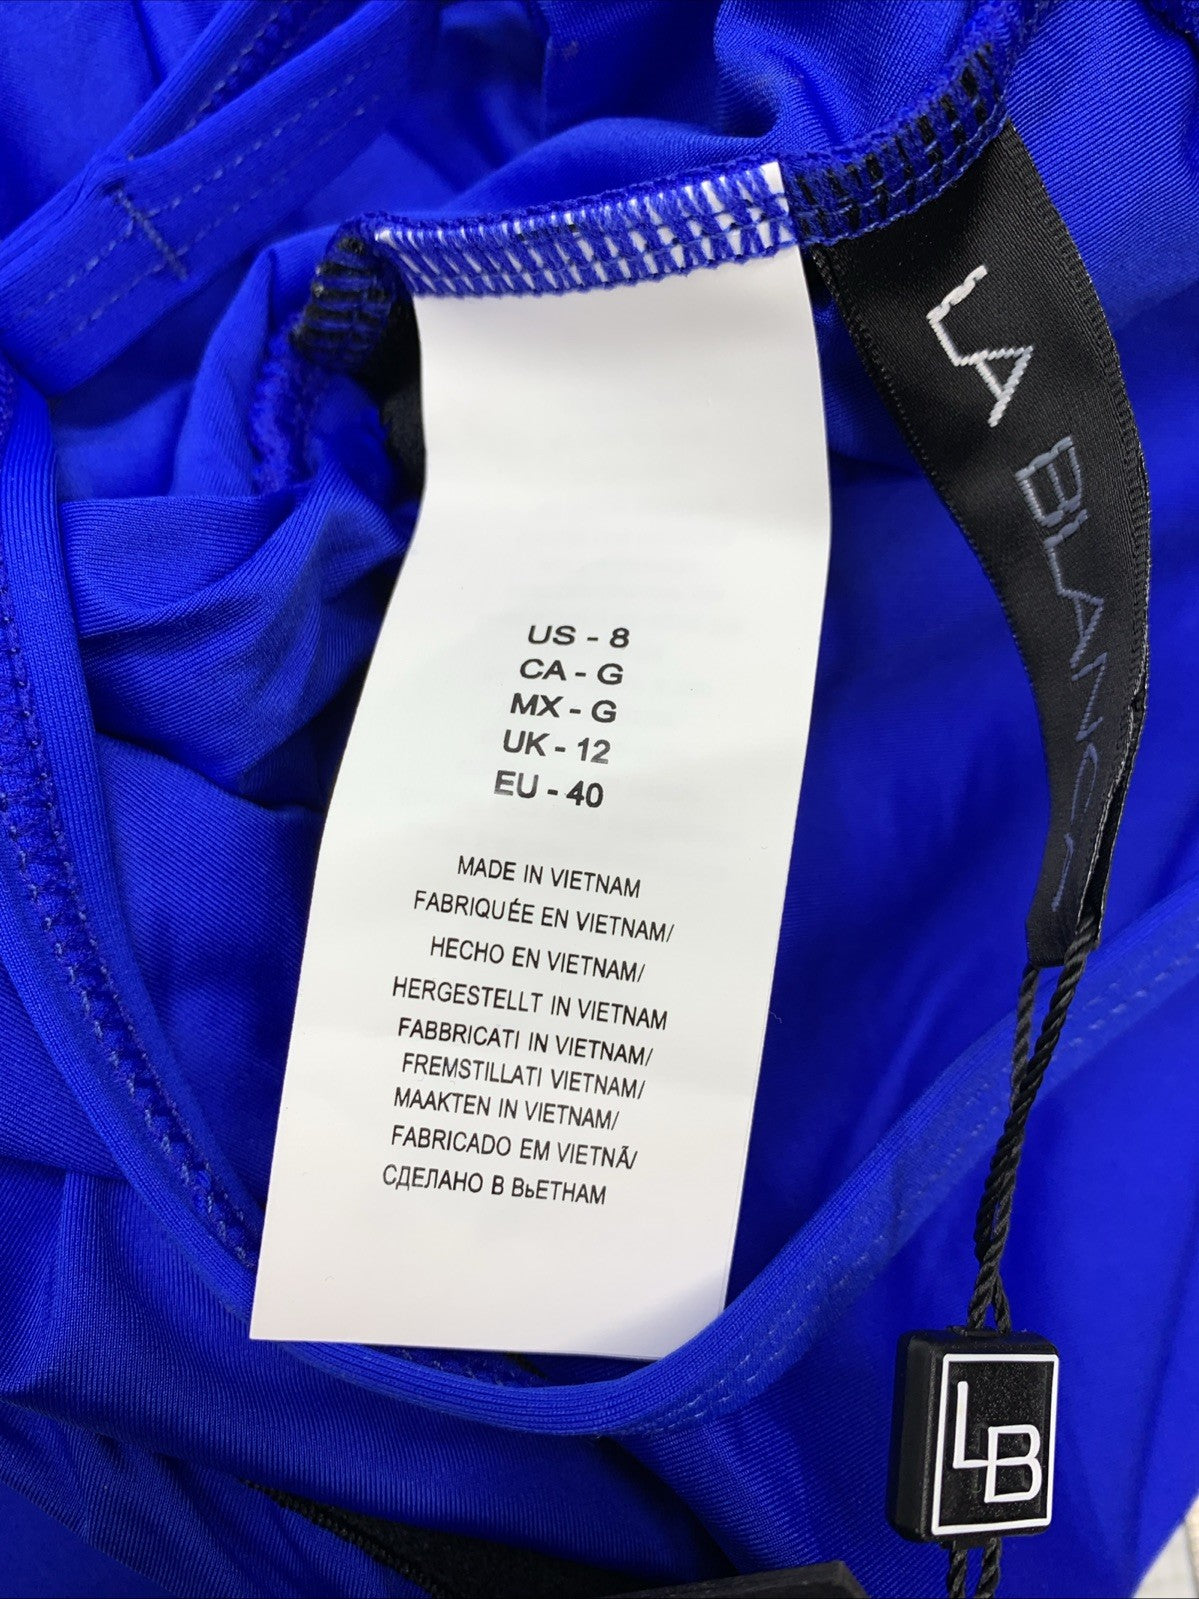 LA BLANCA
US - 8
CA - G
MX - G
UK - 12
EU - 40
MADE IN VIETNAM
FABRIQUÉE EN VIETNAM/
HECHO EN VIETNAM/
HERGESTELLT IN VIETNAM
FABBRICATI IN VIETNAM/
FREMSTILLATI VIETNAM/
MAAKTEN IN VIETNAM/
FABRICADO EM VIETNÃ/
СДЕЛАНО В ВЬЕТНАМ
LB